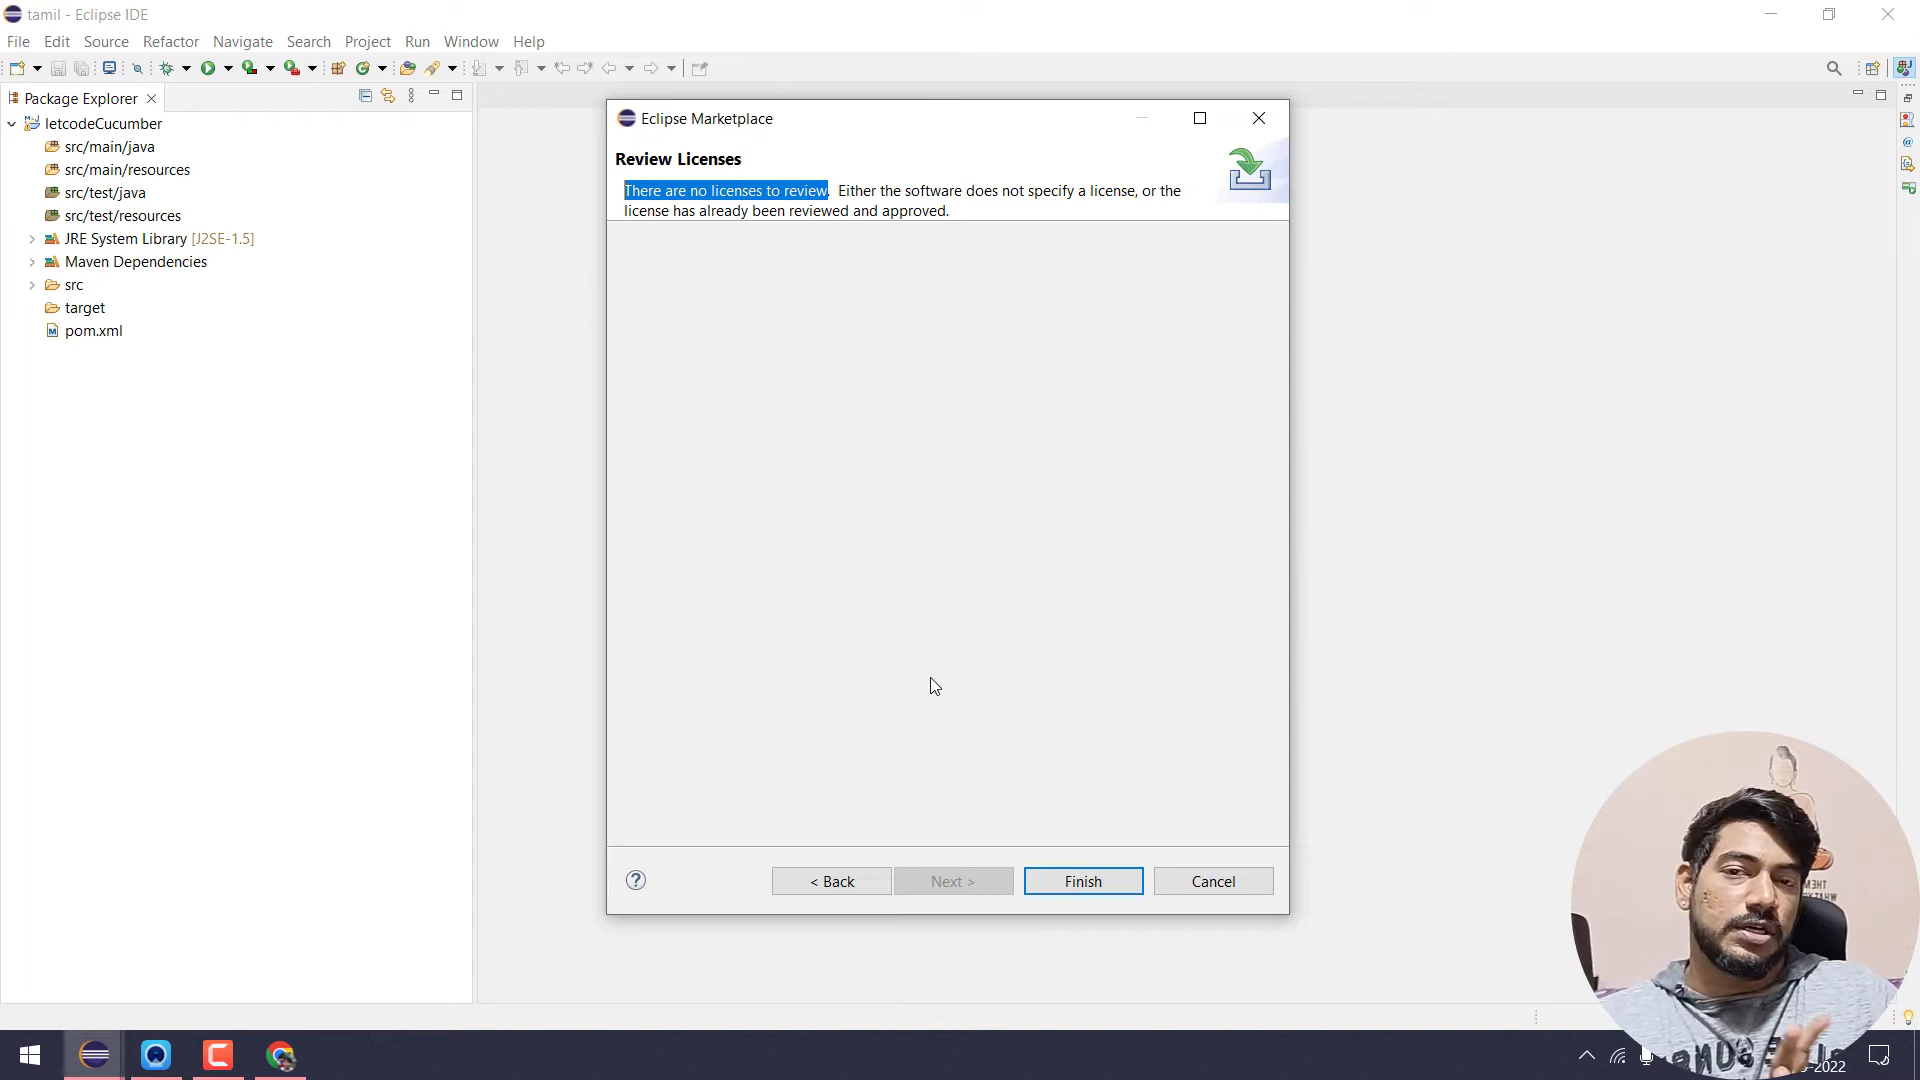 tamil - Eclipse IDE
File Edit Source Refactor Navigate Search Project Run Window Help
Package Explorer
letcodeCucumber
src/main/java
src/main/resources
src/test/java
src/test/resources
JRE System Library [J2SE-1.5]
Maven Dependencies
src
target
pom.xml
Eclipse Marketplace
Review Licenses
There are no licenses to review. Either the software does not specify a license, or the
license has already been reviewed and approved.
< Back Next > Finish Cancel